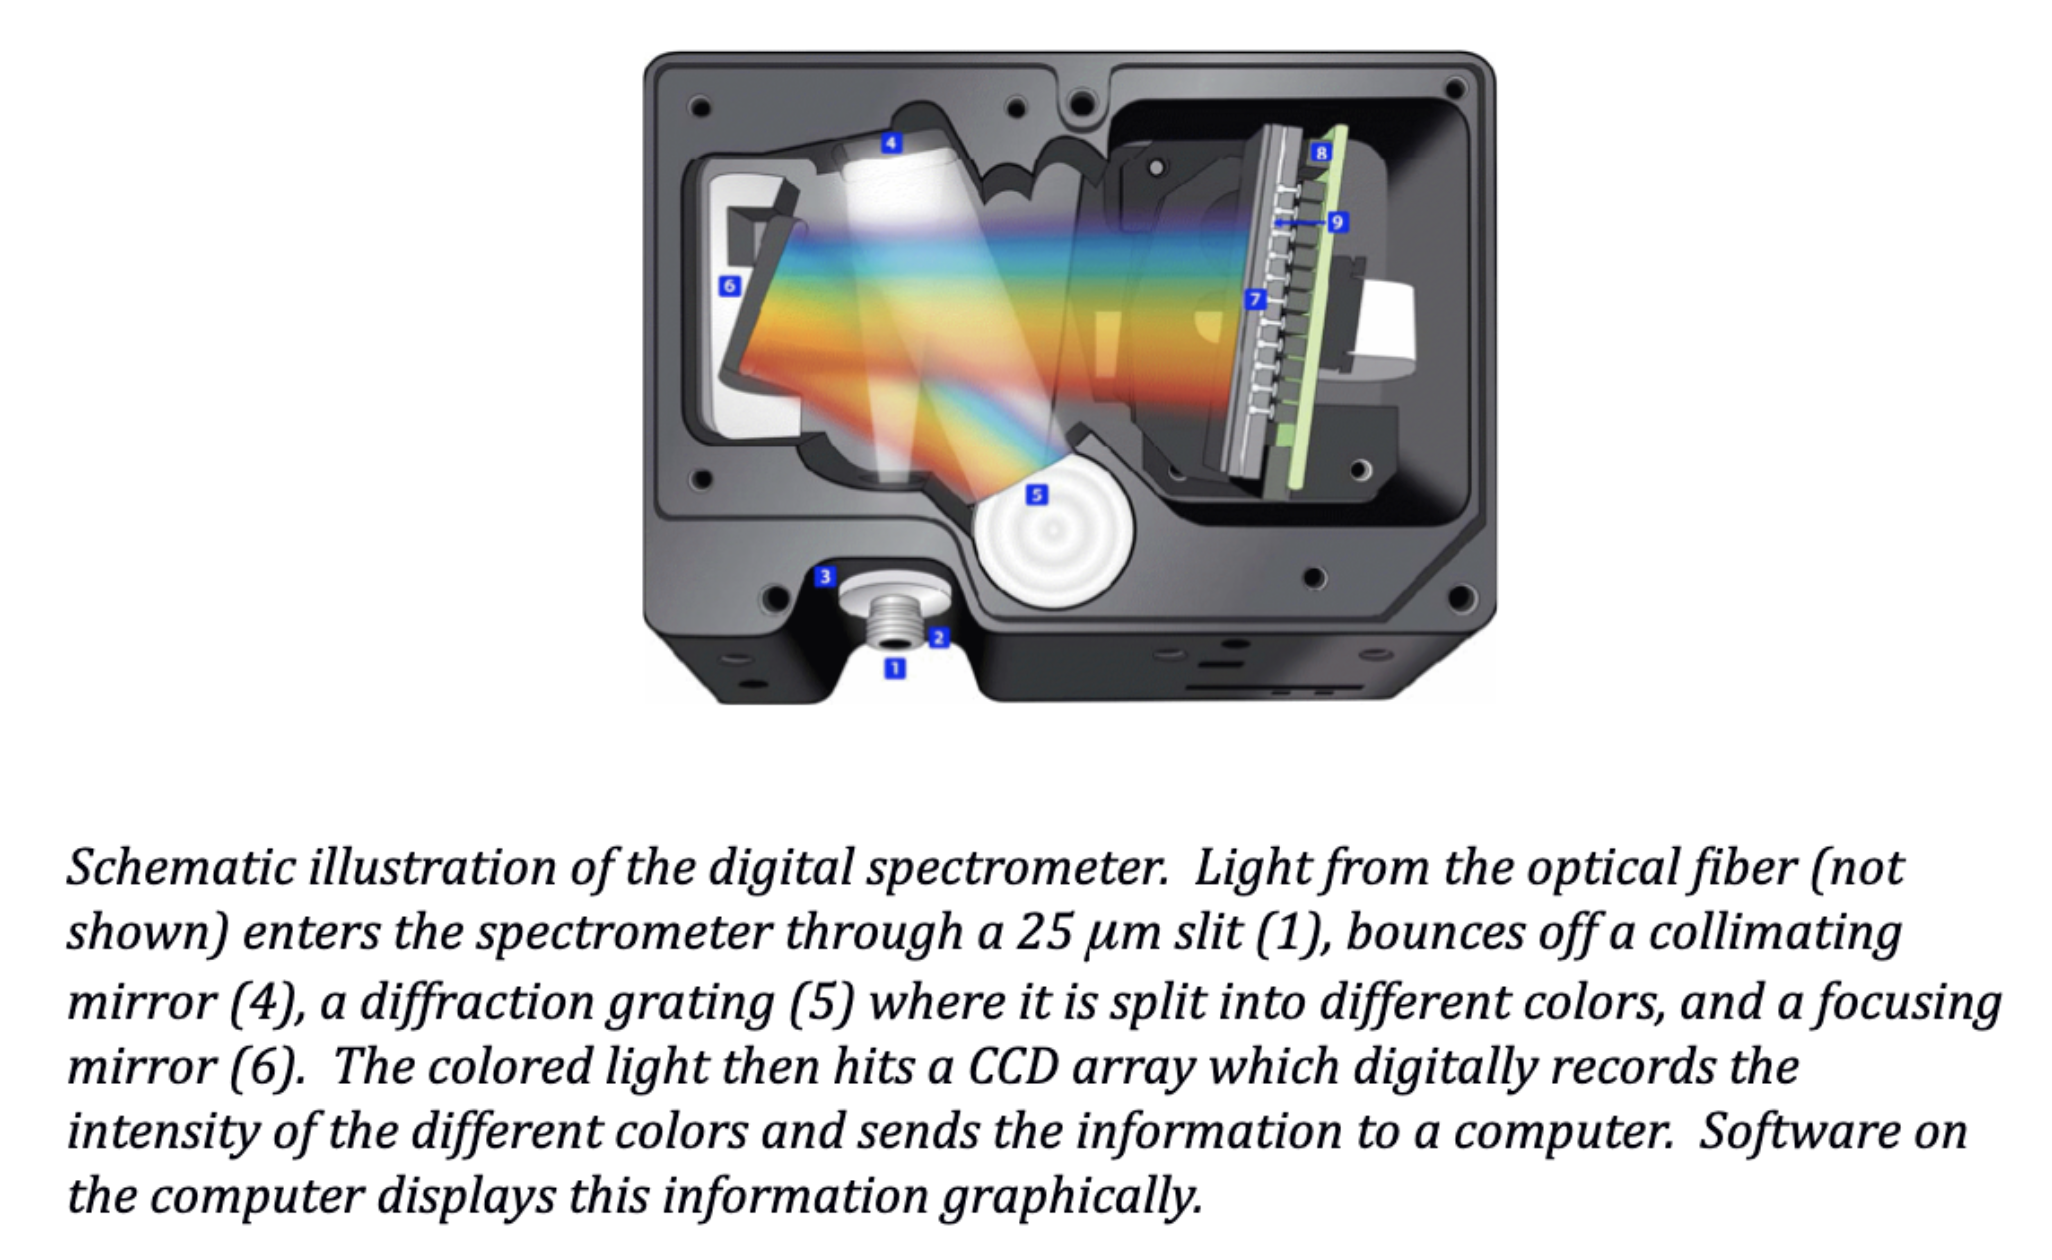 4
8
9
6
7
5
3
2
1
Schematic illustration of the digital spectrometer.  Light from the optical fiber (not
shown) enters the spectrometer through a 25 μm slit (1), bounces off a collimating
mirror (4), a diffraction grating (5) where it is split into different colors, and a focusing
mirror (6).  The colored light then hits a CCD array which digitally records the
intensity of the different colors and sends the information to a computer.  Software on
the computer displays this information graphically.